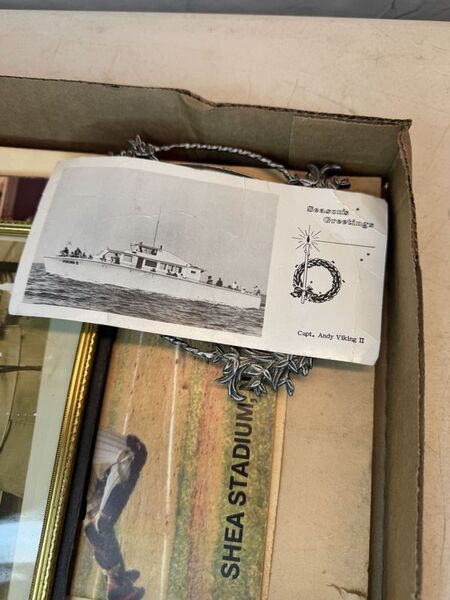 Season's
Greetings
Capt. Andy Viking II
SHEA STADIUM,